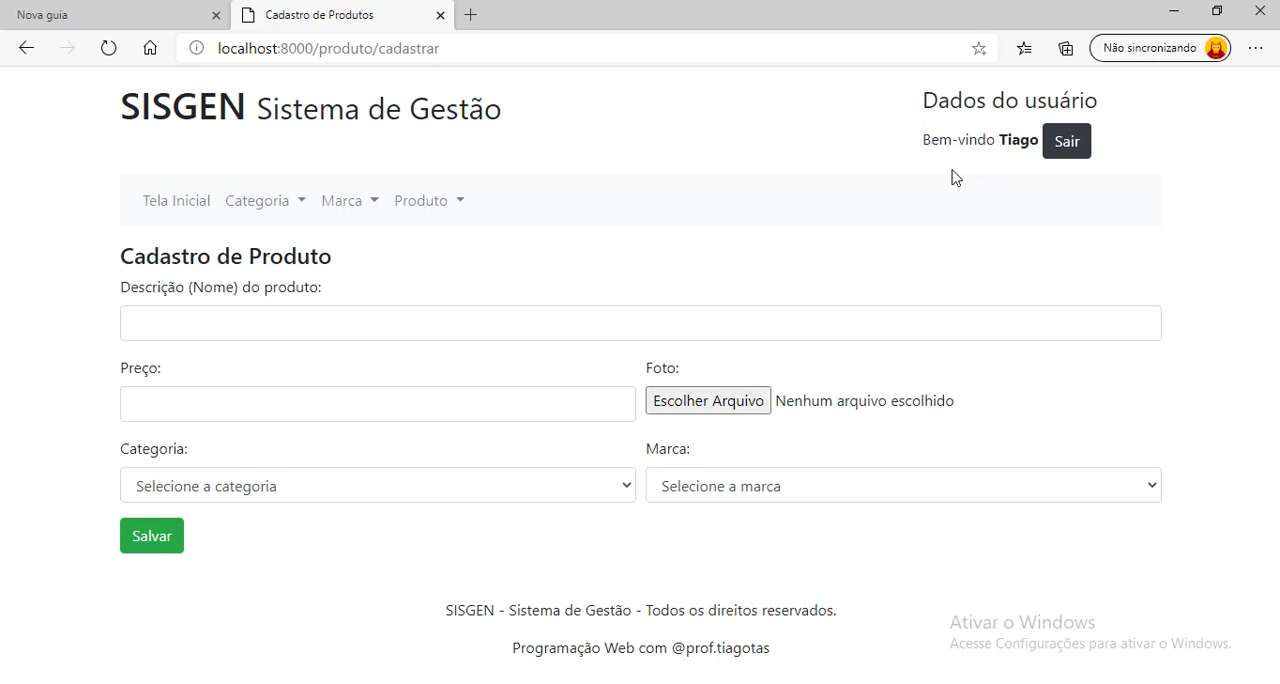 Nova guia
Cadastro de Produtos
localhost:8000/produto/cadastrar
Não sincronizando
SISGEN Sistema de Gestão
Dados do usuário
Bem-vindo Tiago Sair
Tela Inicial Categoria Marca Produto
Cadastro de Produto
Descrição (Nome) do produto:
Preço:
Foto:
Escolher Arquivo Nenhum arquivo escolhido
Categoria:
Marca:
Selecione a categoria
Selecione a marca
Salvar
SISGEN - Sistema de Gestão - Todos os direitos reservados.
Programação Web com @prof.tiagotas
Ativar o Windows
Acesse Configurações para ativar o Windows.